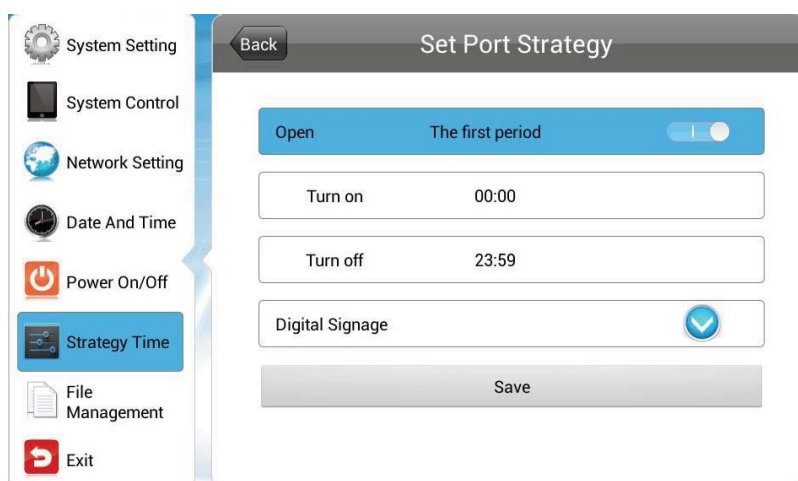 System Setting
System Control
Network Setting
Date And Time
Power On/Off
Strategy Time
File
Management
Exit
Back
Set Port Strategy
Open The first period
Turn on 00:00
Turn off 23:59
Digital Signage
Save